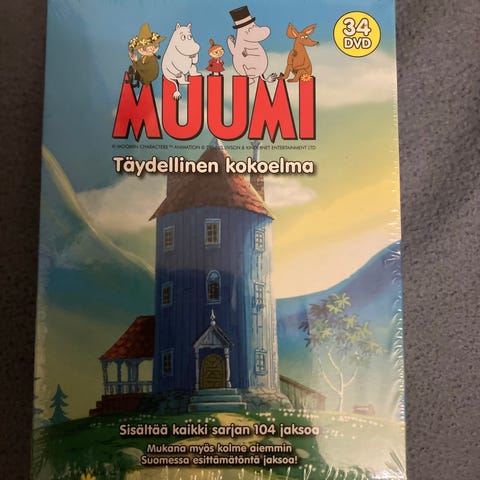 34
DVD
MUUMI
Täydellinen kokoelma
Sisältää kaikki sarjan 104 jaksoa
Mukana myös kolme aiemmin
Suomessa esittämätöntä jaksoa!